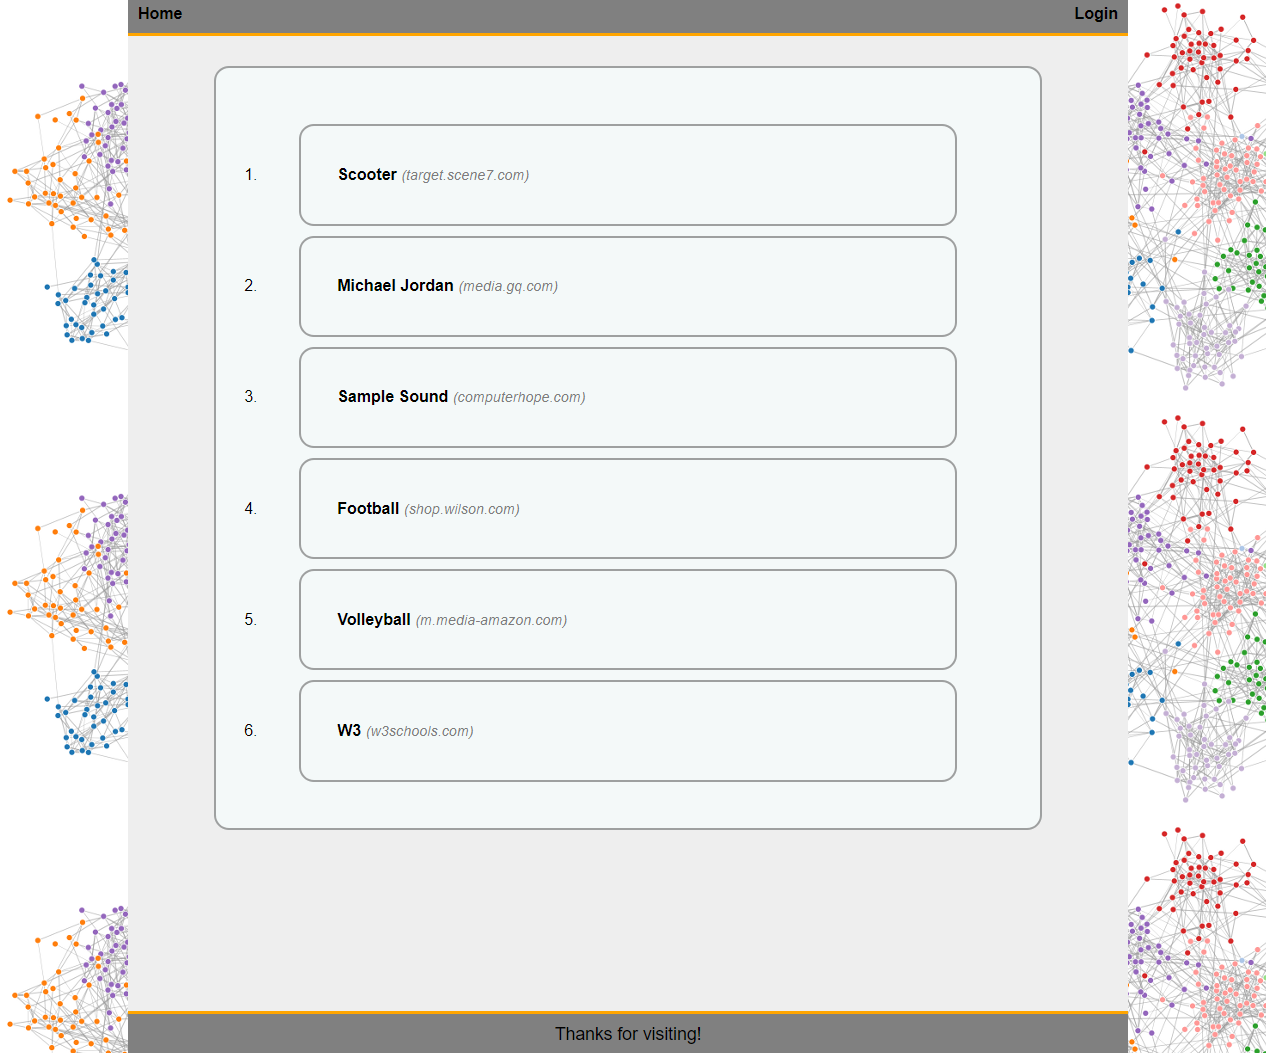 Home Login
1. Scooter (target.scene7.com)
2. Michael Jordan (media.gq.com)
3. Sample Sound (computerhope.com)
4. Football (shop.wilson.com)
5. Volleyball (m.media-amazon.com)
6. W3 (w3schools.com)
Thanks for visiting!